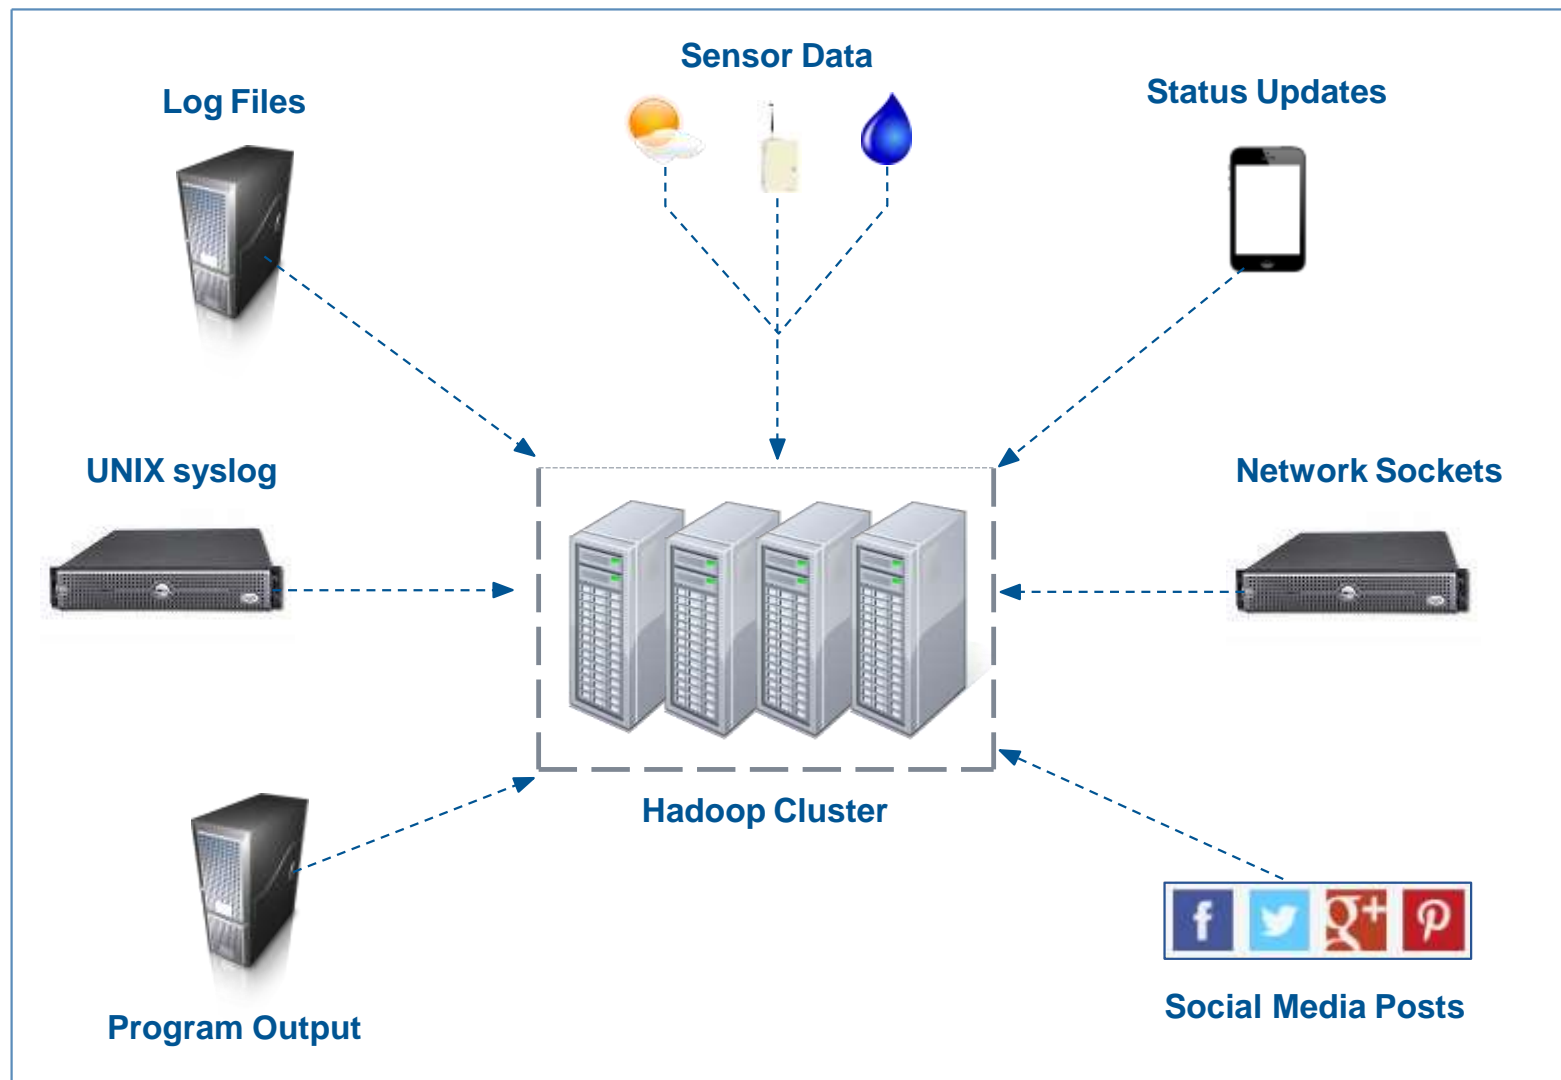 Sensor Data
Log Files
Status Updates
UNIX syslog
Network Sockets
Hadoop Cluster
f
g+
Social Media Posts
Program Output